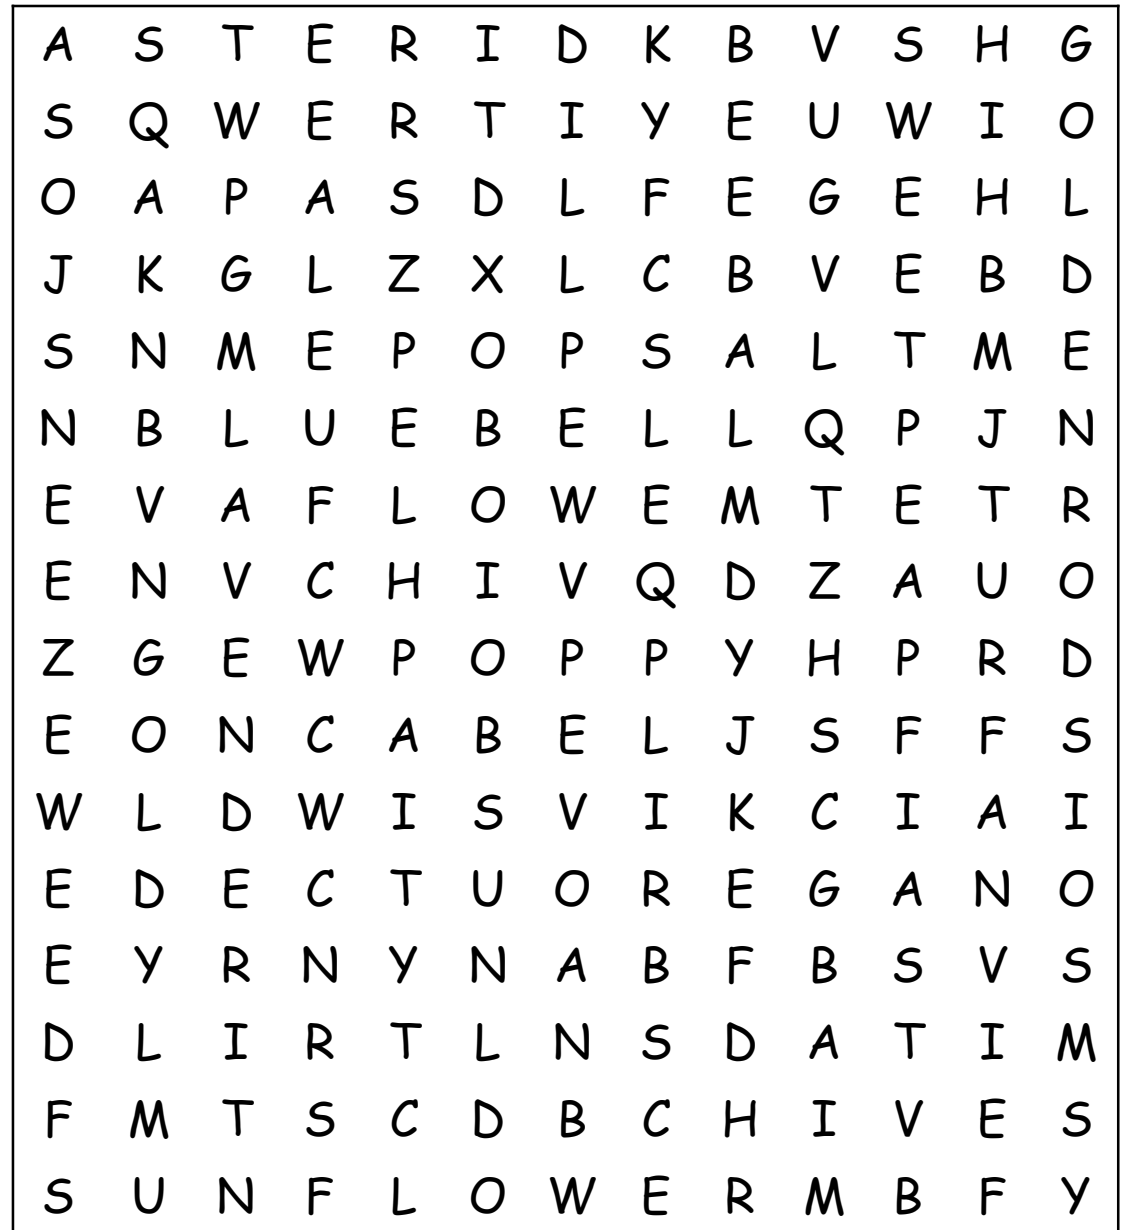 A S T E R I D K B V S H G
S Q W E R T I Y E U W I O
O A P A S D L F E G E H L
J K G L Z X L C B V E B D
S N M E P O P S A L T M E
N B L U E B E L L Q P J N
E V A F L O W E M T E T R
E N V C H I V Q D Z A U O
Z G E W P O P P Y H P R D
E O N C A B E L J S F F S
W L D W I S V I K C I A I
E D E C T U O R E G A N O
E Y R N Y N A B F B S V S
D L I R T L N S D A T I M
F M T S C D B C H I V E S
S U N F L O W E R M B F Y